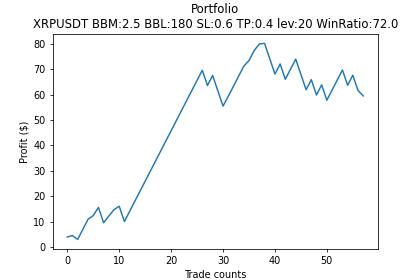 Portfolio
XRPUSDT BBM:2.5 BBL:180 SL:0.6 TP:0.4 lev:20 WinRatio:72.0
80
70
60
50
40
30
20
10
0
Profit ($)
0 10 20 30 40 50
Trade counts